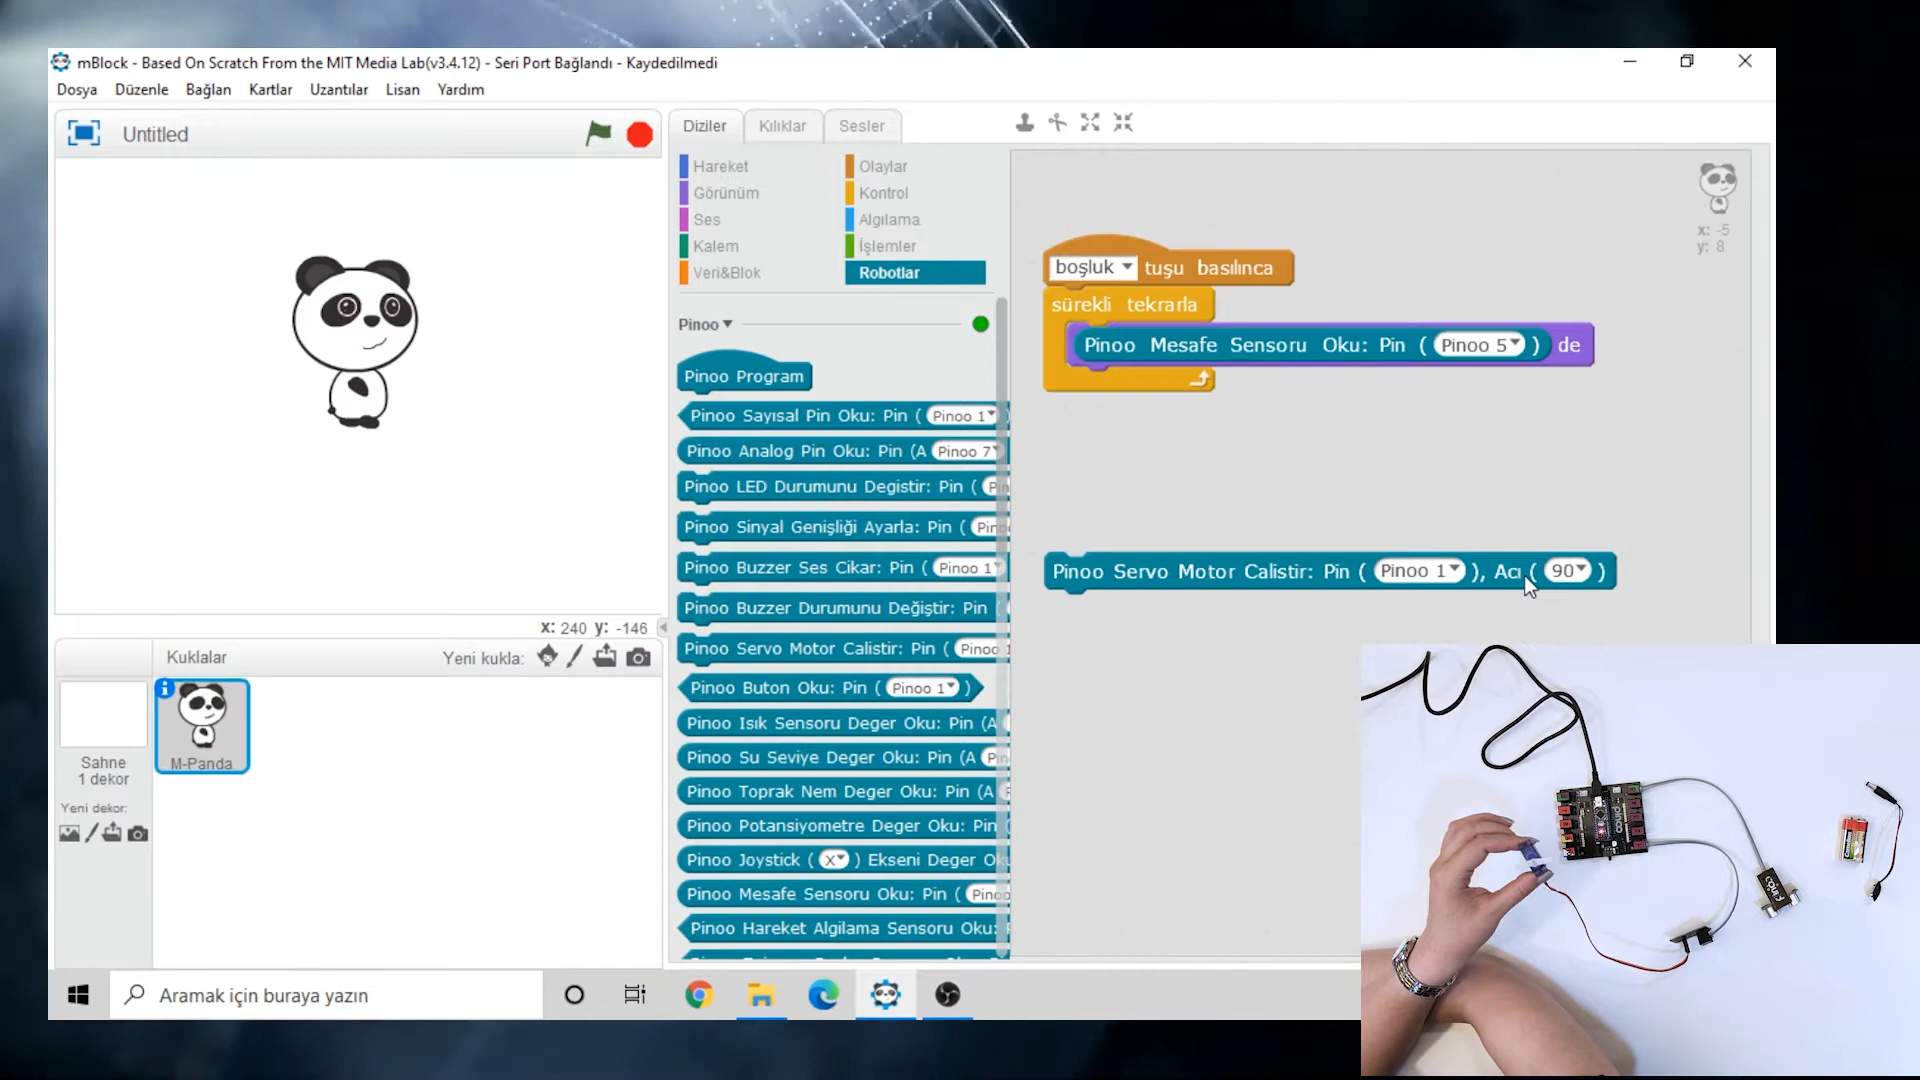 mBlock - Based On Scratch From the MIT Media Lab(v3.4.12) - Seri Port Bağlandı - Kaydedilmedi
Dosya Düzenle Bağlan Kartlar Uzantılar Lisan Yardım
Untitled
x: 240 y: -146
Kuklalar Yeni kukla:
Sahne
1 dekor
Yeni dekor:
M-Panda
Diziler Kılıklar Sesler
Hareket Olaylar
Görünüm Kontrol
Ses Algılama
Kalem İşlemler
Veri&Blok Robotlar
Pinoo
Pinoo Program
Pinoo Sayısal Pin Oku: Pin ( Pinoo 1 )
Pinoo Analog Pin Oku: Pin (A Pinoo 7
Pinoo LED Durumunu Degistir: Pin (
Pinoo Sinyal Genişliği Ayarla: Pin (
Pinoo Buzzer Ses Cikar: Pin ( Pinoo 1
Pinoo Buzzer Durumunu Değiştir: Pin
Pinoo Servo Motor Calistir: Pin ( Pinoo
Pinoo Buton Oku: Pin ( Pinoo 1 )
Pinoo Isık Sensoru Deger Oku: Pin (A
Pinoo Su Seviye Deger Oku: Pin (A
Pinoo Toprak Nem Deger Oku: Pin (A
Pinoo Potansiyometre Deger Oku: Pin
Pinoo Joystick ( X ) Ekseni Deger
Pinoo Mesafe Sensoru Oku: Pin (
Pinoo Hareket Algilama Sensoru Oku:
x: -5
y: 8
boşluk tuşu basılınca
sürekli tekrarla
Pinoo Mesafe Sensoru Oku: Pin ( Pinoo 5 ) de
Pinoo Servo Motor Calistir: Pin ( Pinoo 1 ), Acı ( 90 )
pinoo
pinoo
Aramak için buraya yazın